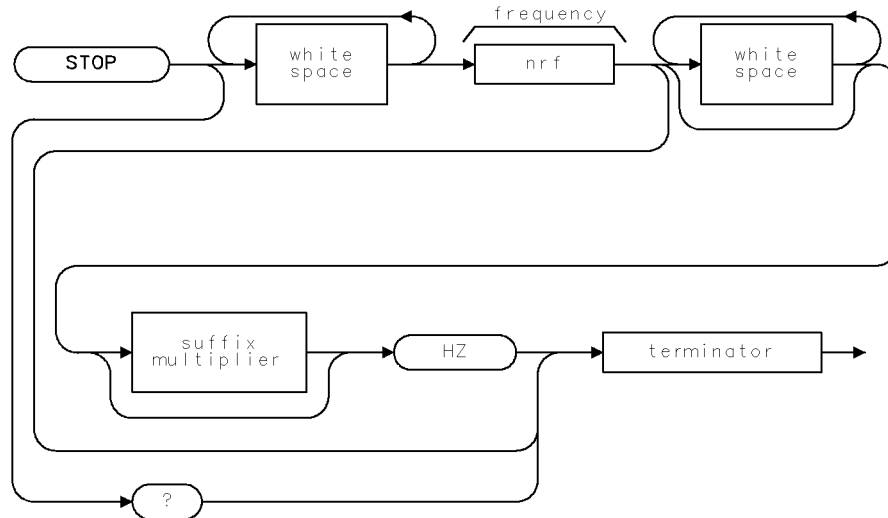 frequency
STOP
white
space
nrf
white
space
suffix
multiplier
HZ
terminator
?